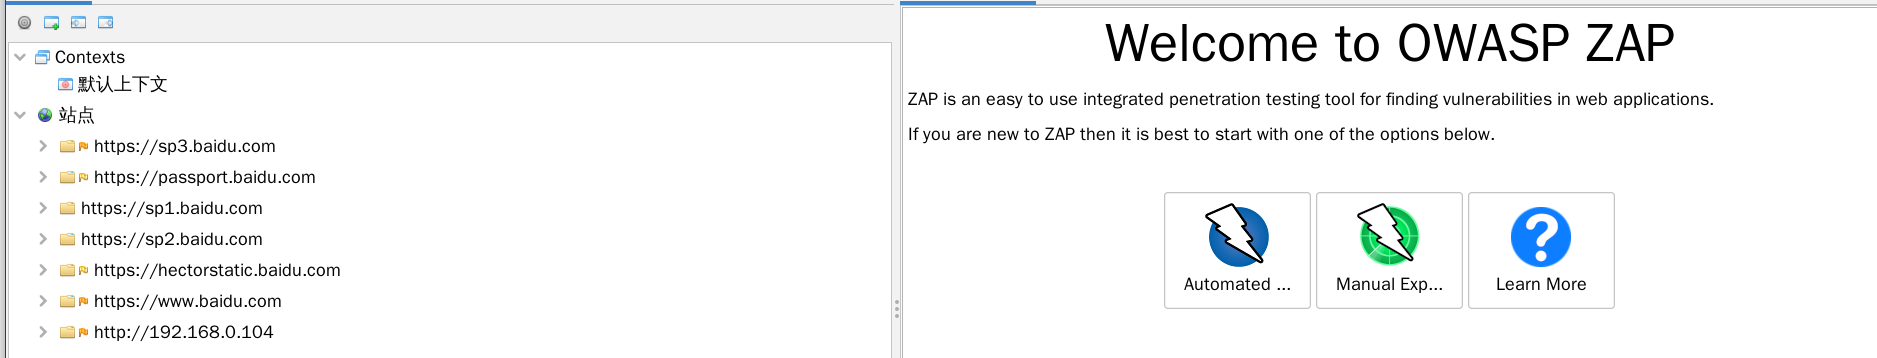 Contexts
默认上下文
站点
https://sp3.baidu.com
https://passport.baidu.com
https://sp1.baidu.com
https://sp2.baidu.com
https://hectorstatic.baidu.com
https://www.baidu.com
http://192.168.0.104
Welcome to OWASP ZAP
ZAP is an easy to use integrated penetration testing tool for finding vulnerabilities in web applications.
If you are new to ZAP then it is best to start with one of the options below.
Automated ...
Manual Exp...
Learn More